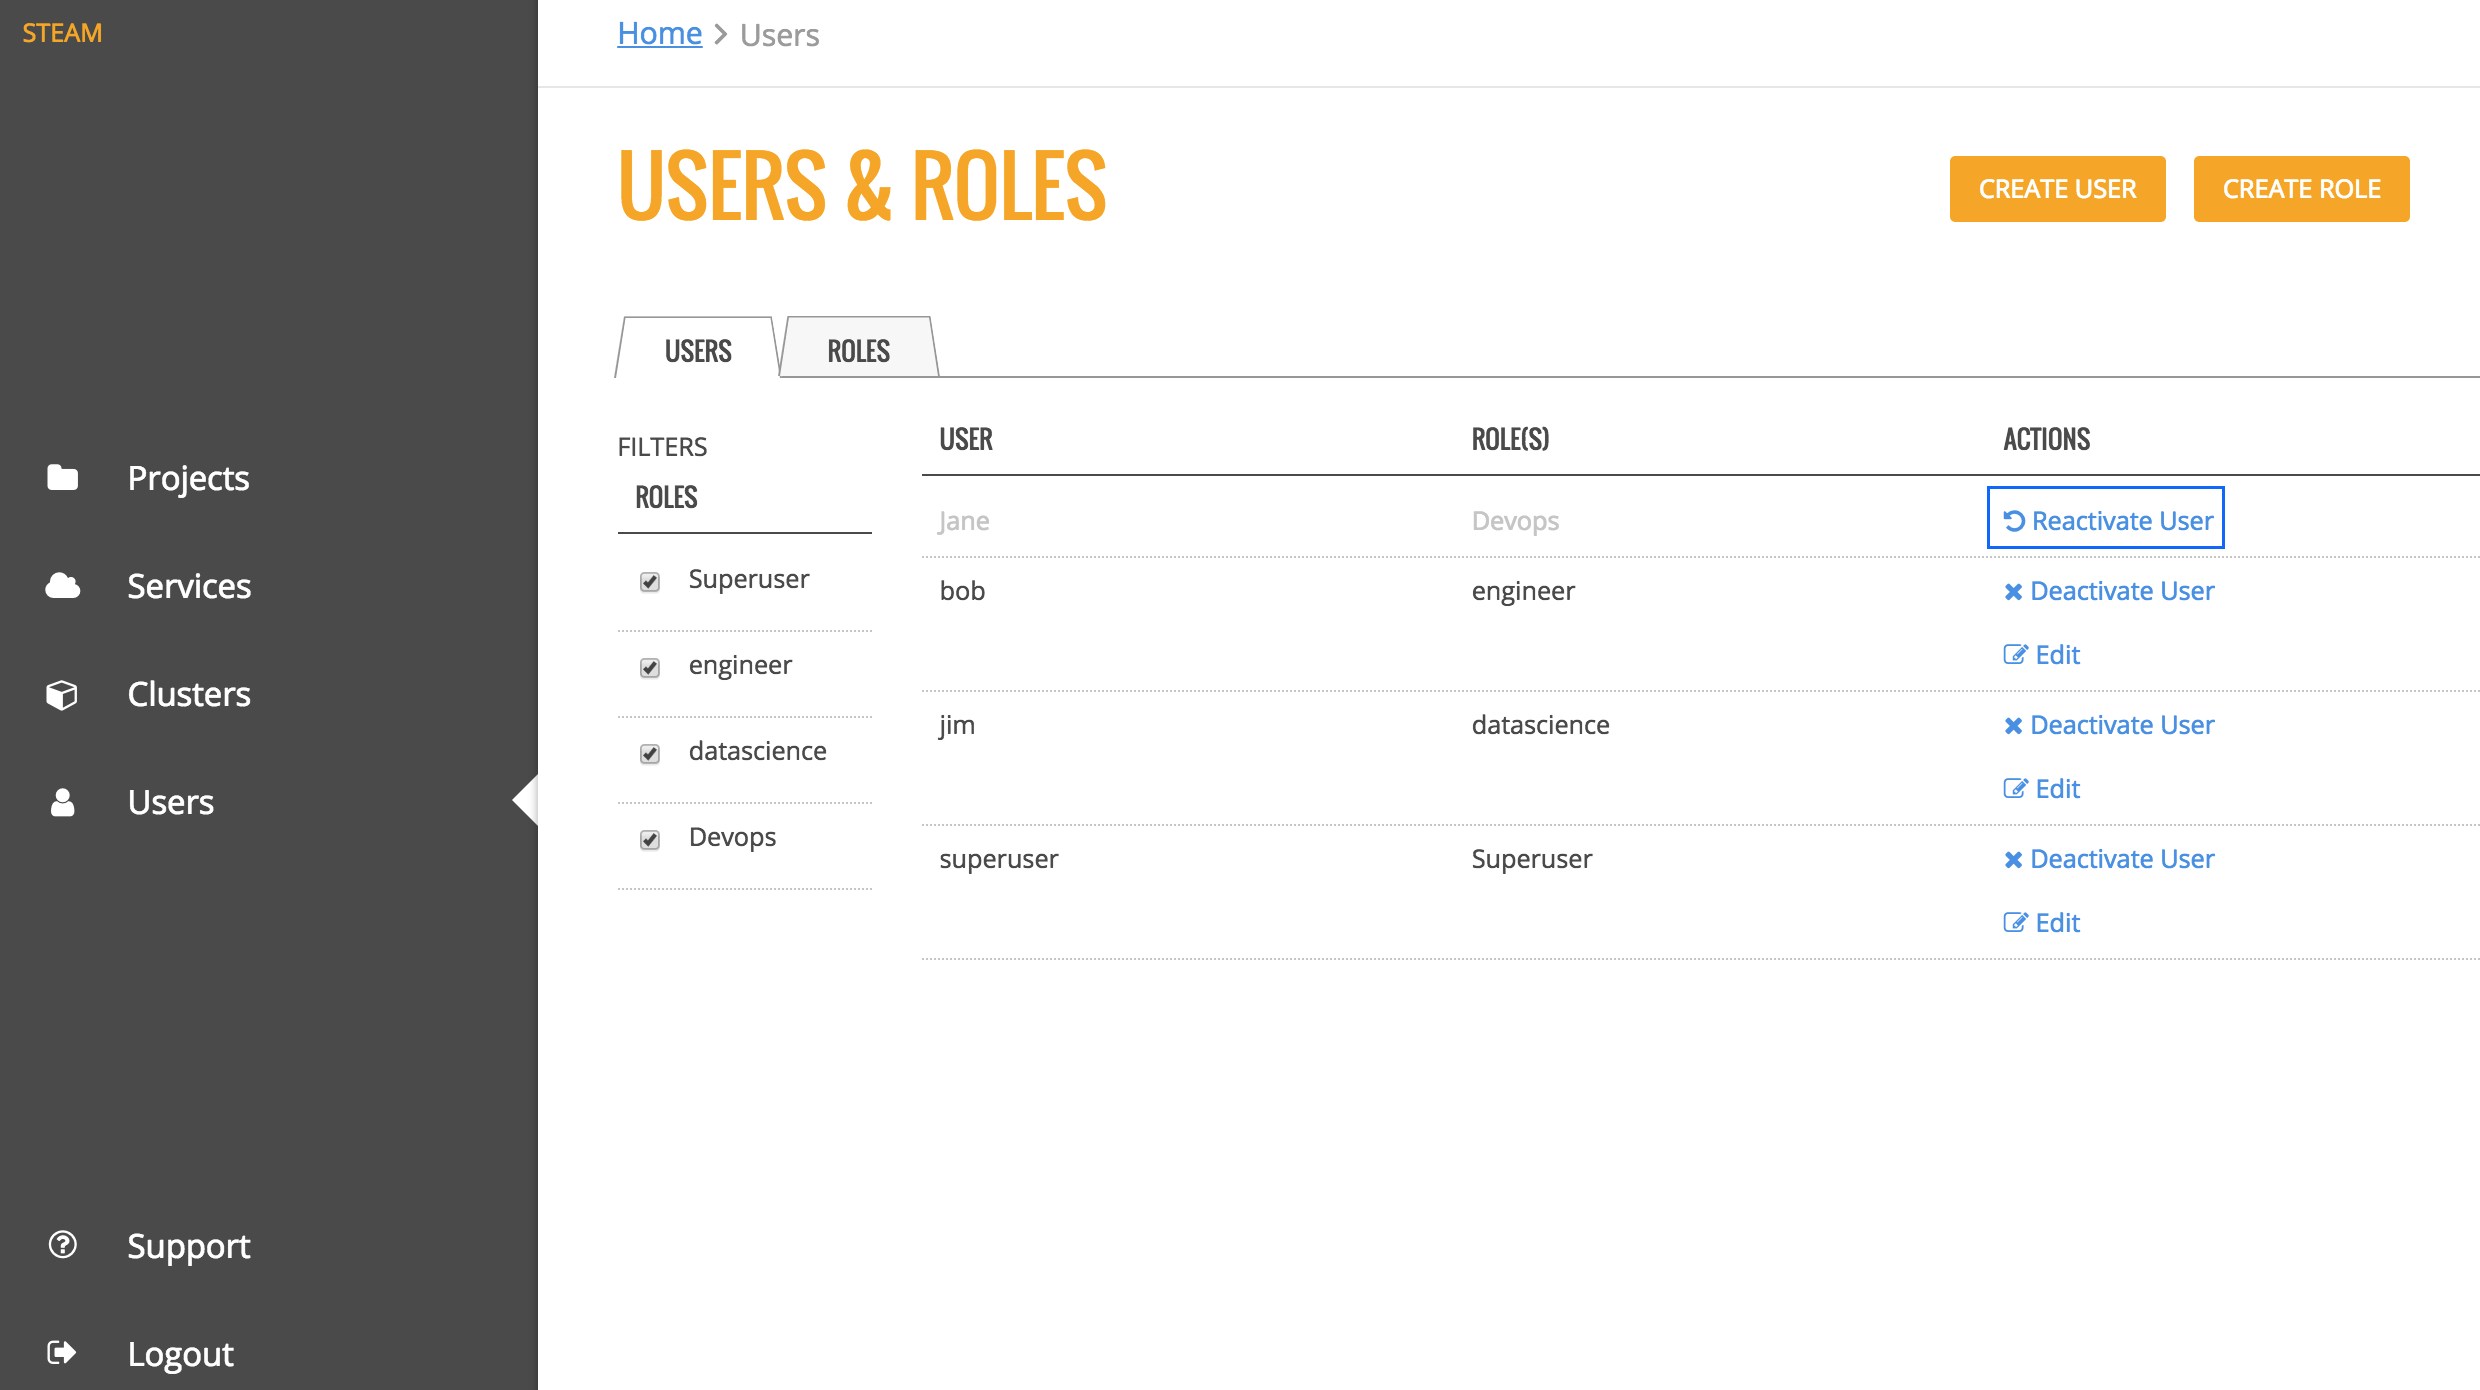 STEAM
Home > Users
USERS & ROLES
CREATE USER
CREATE ROLE
USERS
ROLES
Projects
Services
Clusters
Users
Support
Logout
FILTERS
ROLES
Superuser
engineer
datascience
Devops
USER ROLE(S) ACTIONS
Jane Devops Reactivate User
bob engineer Deactivate User
Edit
jim datascience Deactivate User
Edit
superuser Superuser Deactivate User
Edit